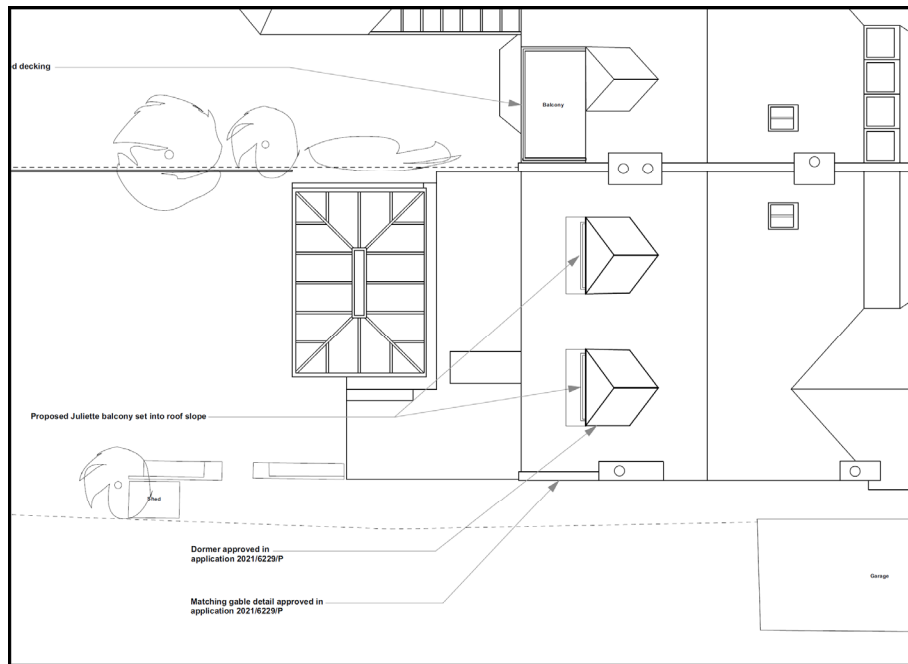 d decking
Balcony
Proposed Juliette balcony set into roof slope
Shed
Dormer approved in
application 2021/6229/P
Garage
Matching gable detail approved in
application 2021/6229/P